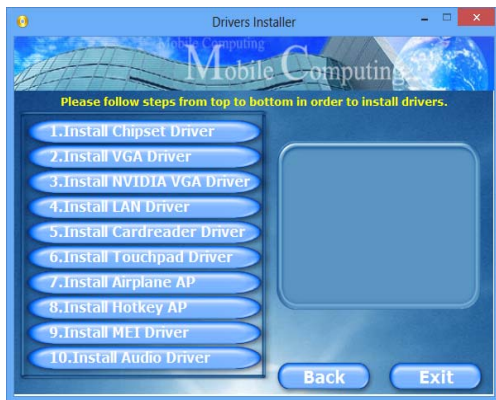 Drivers Installer
Mobile Computing
Mobile Computing
Please follow steps from top to bottom in order to install drivers.
1.Install Chipset Driver
2.Install VGA Driver
3.Install NVIDIA VGA Driver
4.Install LAN Driver
5.Install Cardreader Driver
6.Install Touchpad Driver
7.Install Airplane AP
8.Install Hotkey AP
9.Install MEI Driver
10.Install Audio Driver
Back
Exit